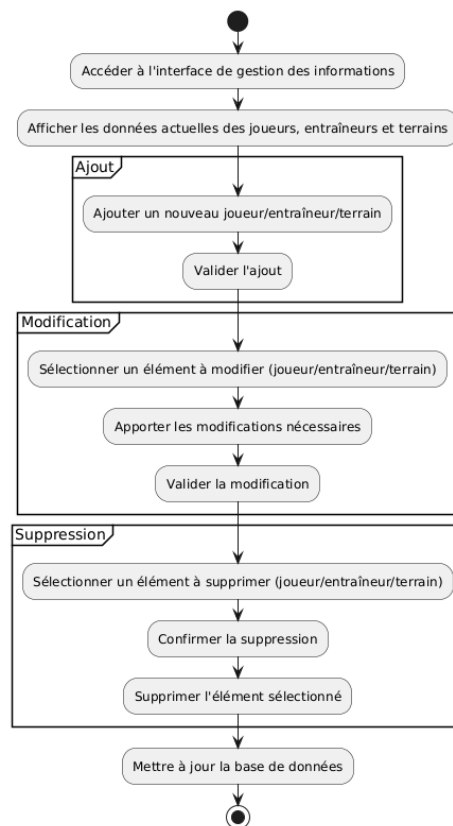 Accéder à l'interface de gestion des informations
Afficher les données actuelles des joueurs, entraîneurs et terrains
Ajout
Ajouter un nouveau joueur/entraîneur/terrain
Valider l'ajout
Modification
Sélectionner un élément à modifier (joueur/entraîneur/terrain)
Apporter les modifications nécessaires
Valider la modification
Suppression
Sélectionner un élément à supprimer (joueur/entraîneur/terrain)
Confirmer la suppression
Supprimer l'élément sélectionné
Mettre à jour la base de données